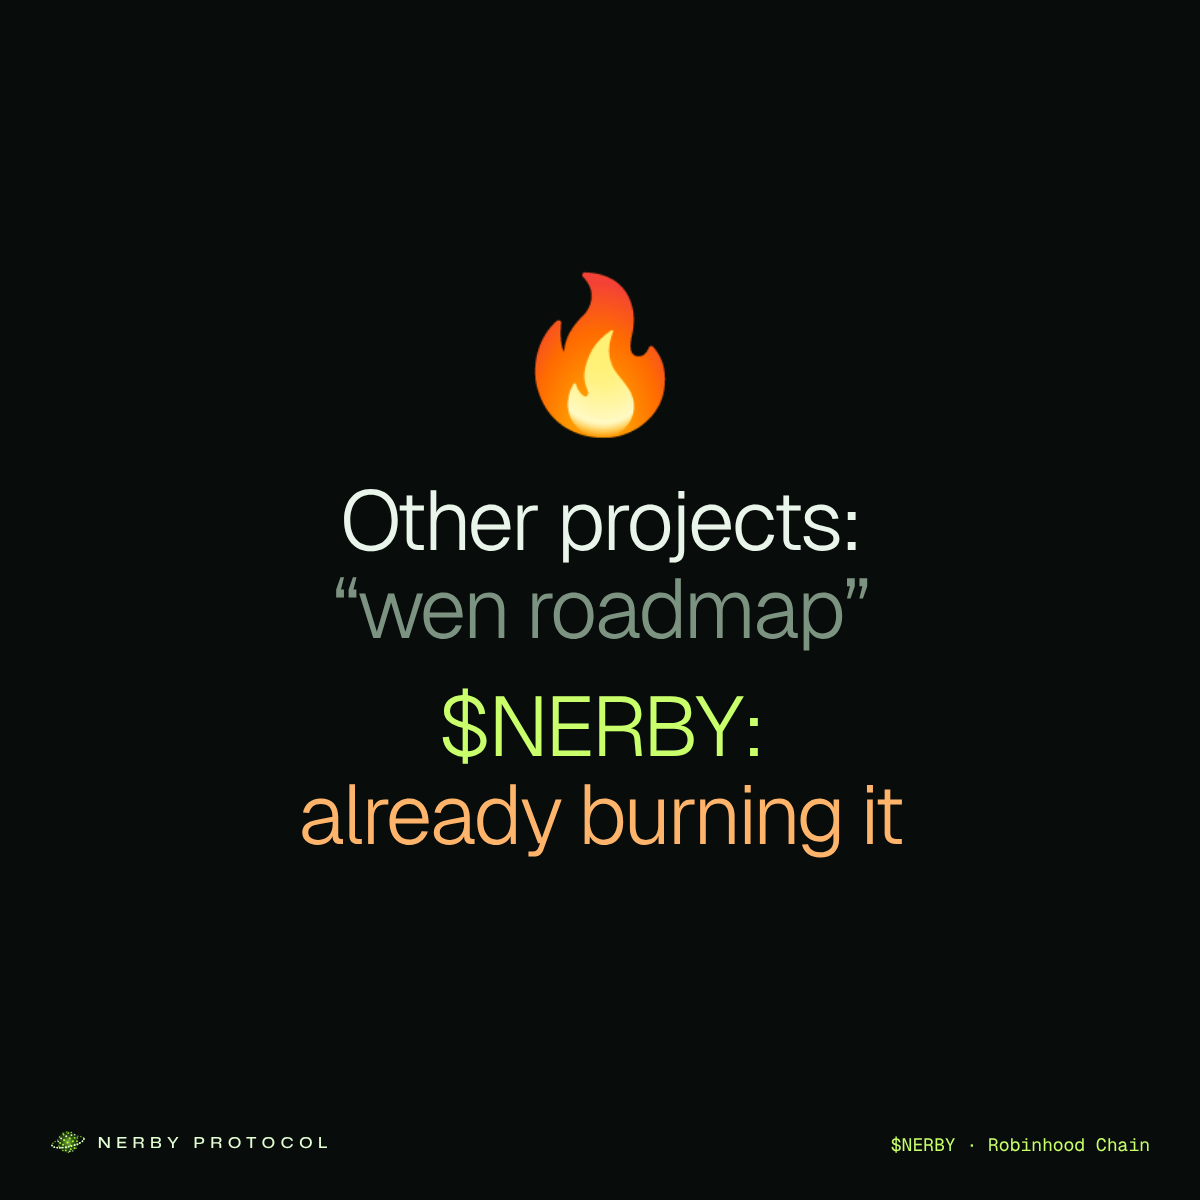 Other projects:
“wen roadmap”
$NERBY:
already burning it
NERBY PROTOCOL
$NERBY · Robinhood Chain